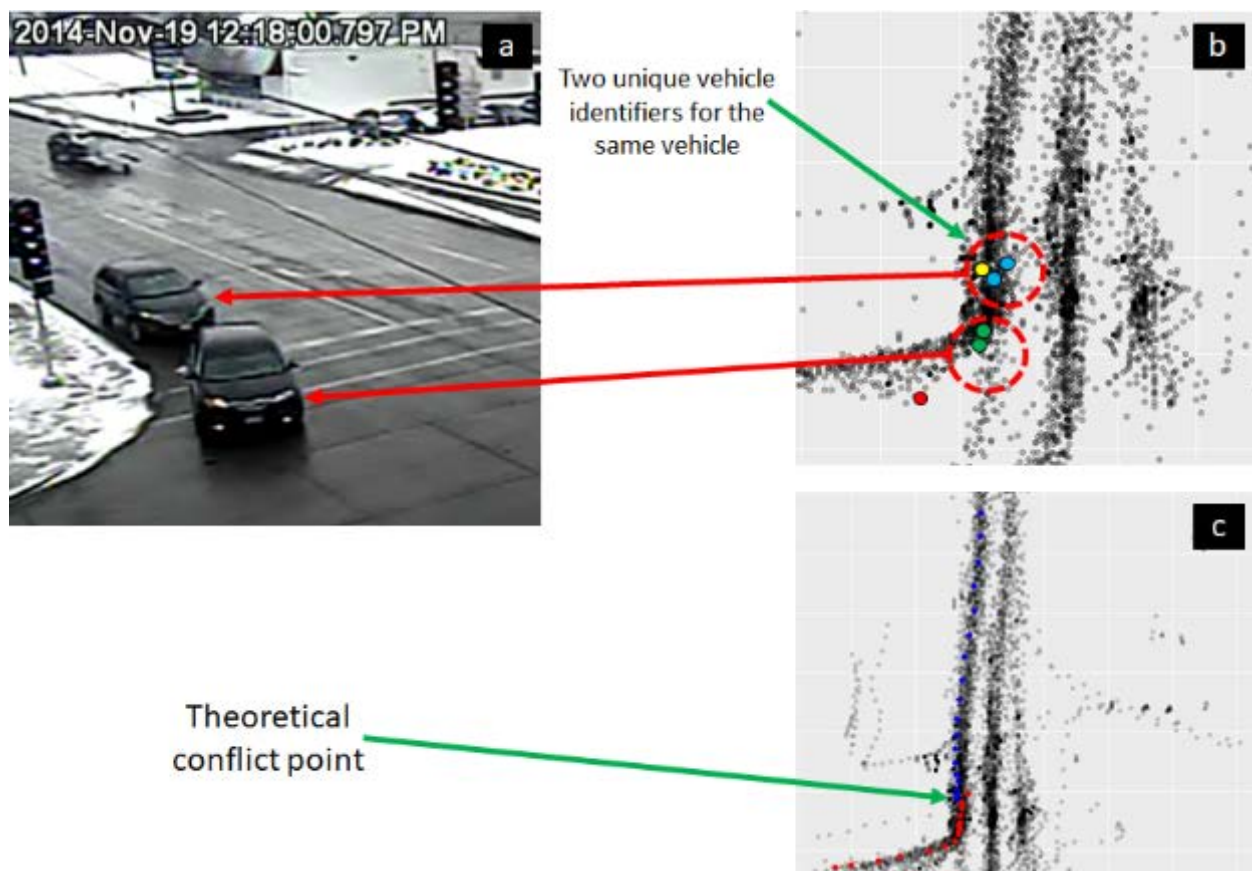 2014-Nov-19 12:18:00.797 PM
a
b
Two unique vehicle
identifiers for the
same vehicle
c
Theoretical
conflict point